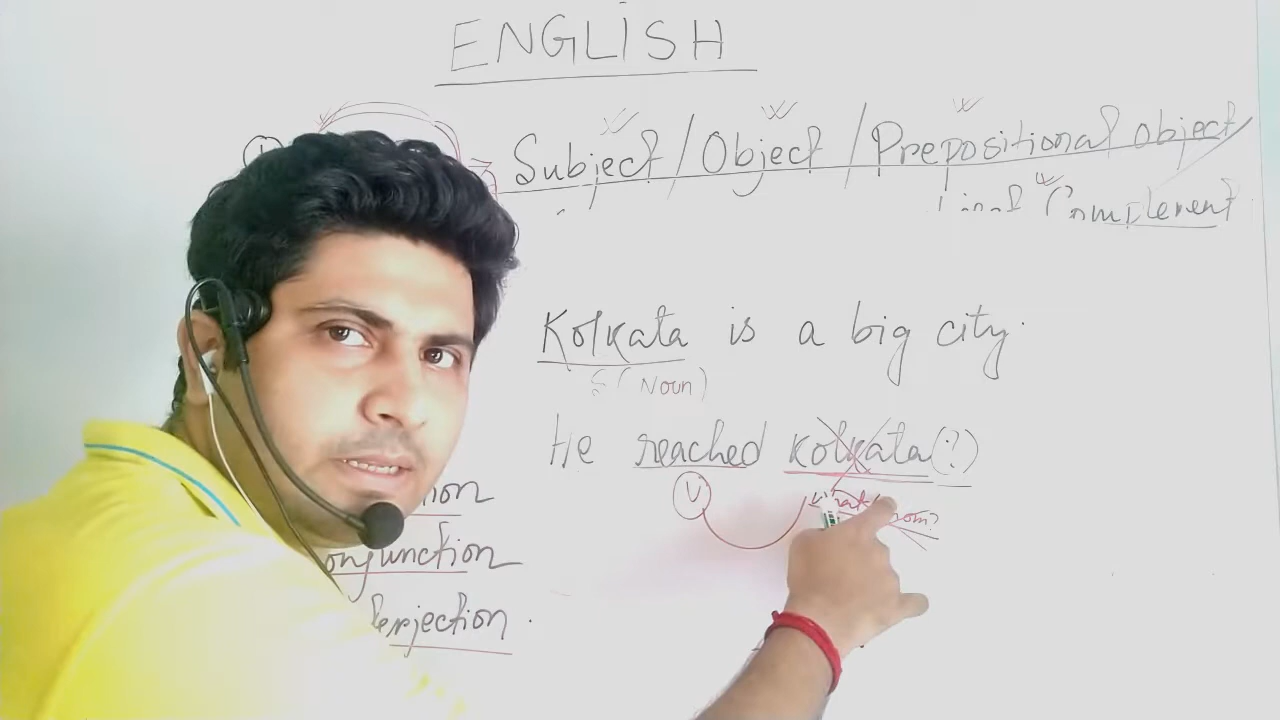 ENGLISH
Subject / Object / Prepositional object
Complement
Kolkata is a big city.
(Noun)
He reached Kolkata (?)
V
onjunction
erjection.